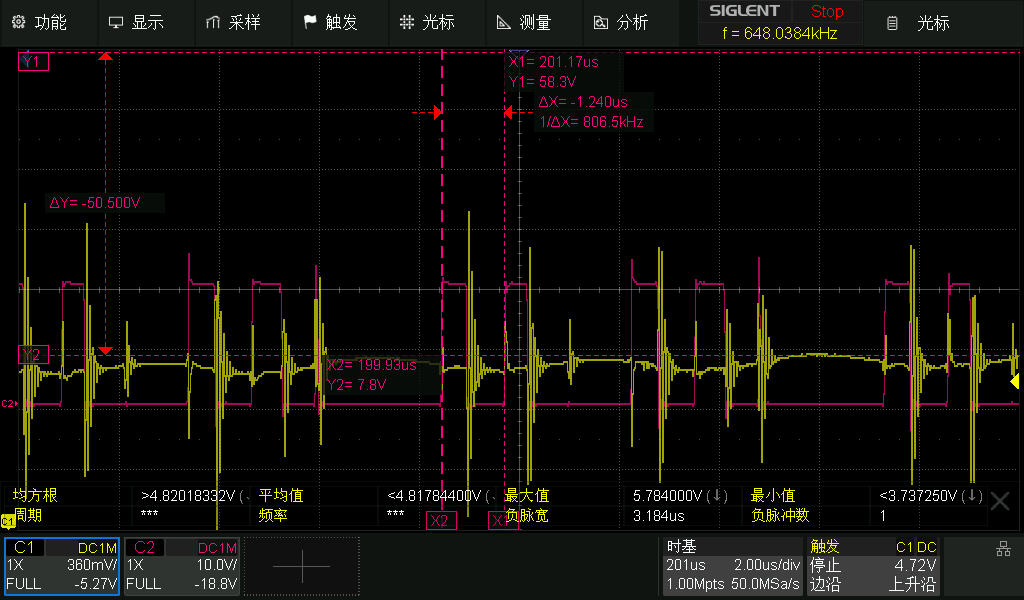 功能 显示 采样 触发 光标 测量 分析 SIGLENT Stop 光标
f = 648.0384kHz
Y1
X1= 201.17us
Y1= 58.3V
ΔX= -1.240us
1/ΔX= 806.5kHz
ΔY= -50.500V
Y2
X2= 199.93us
Y2= 7.8V
C2
均方根 >4.82018332V (↓ 平均值 <4.81784400V (↓ 最大值 5.784000V (↓) 最小值 <3.737250V (↓)
周期 *** 频率 *** X2 X1 负脉宽 3.184us 负脉冲数 1
C1
C1 DC1M C2 DC1M 时基 触发 C1 DC
1X 360mV/ 1X 10.0V/ 201us 2.00us/div 停止 4.72V
FULL -5.27V FULL -18.8V 1.00Mpts 50.0MSa/s 边沿 上升沿